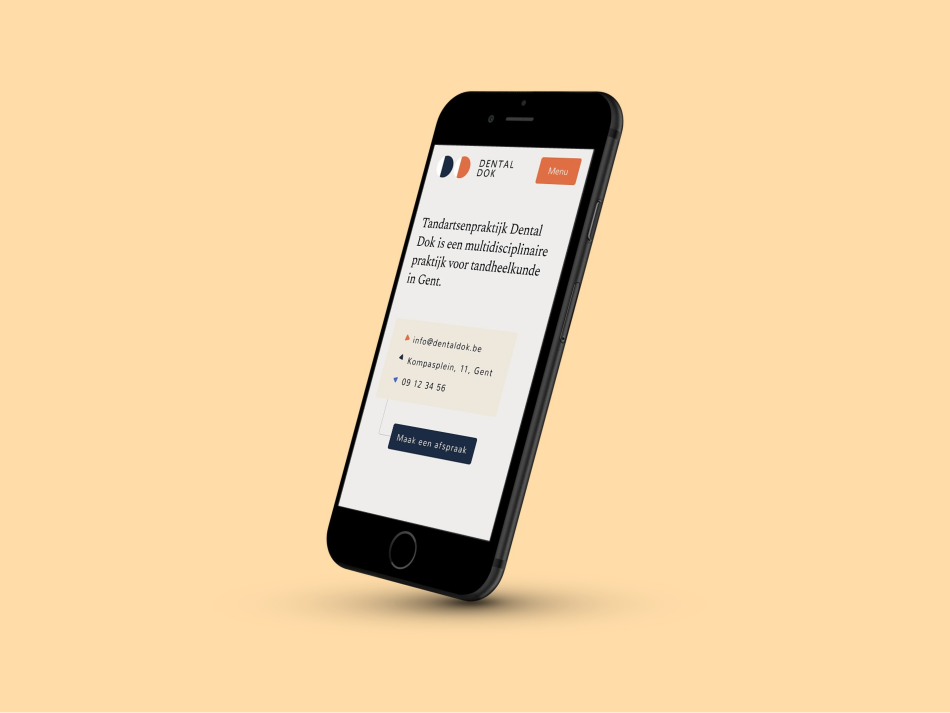 DENTAL
DOK
Menu
Tandartsenpraktijk Dental
Dok is een multidisciplinaire
praktijk voor tandheelkunde
in Gent.
info@dentaldok.be
Kompasplein, 11, Gent
09 12 34 56
Maak een afspraak